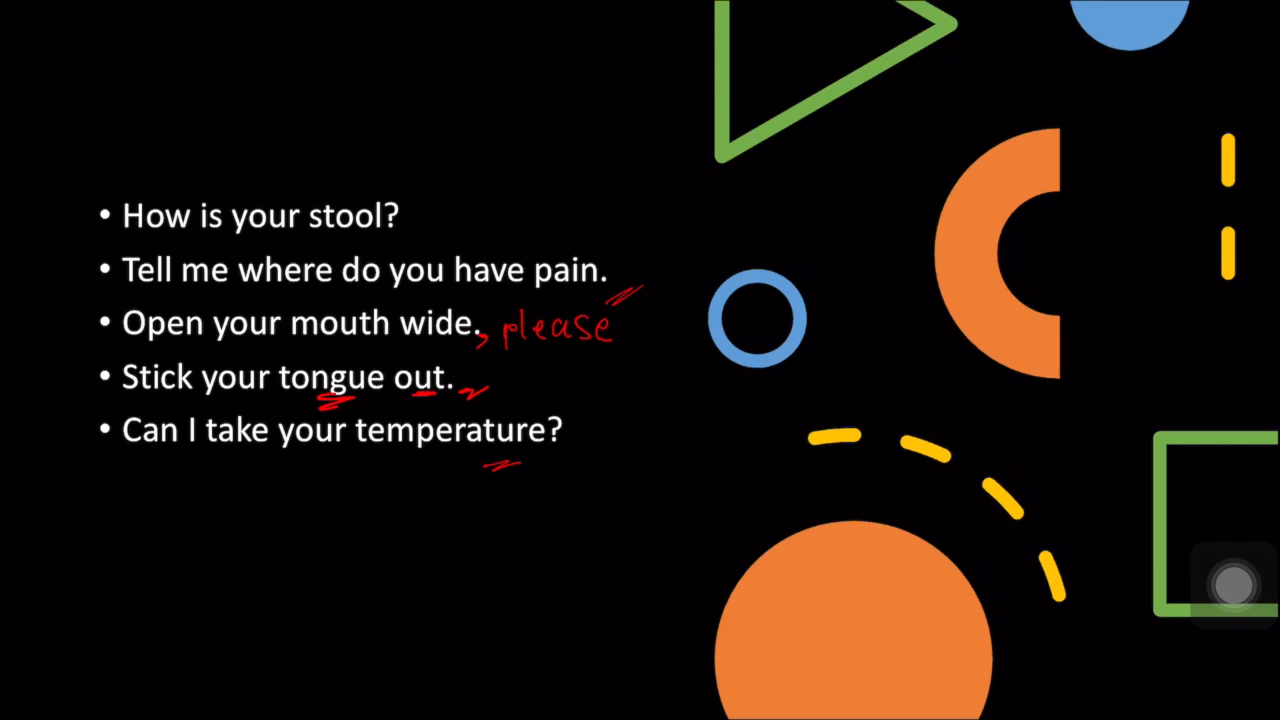 • How is your stool?
• Tell me where do you have pain.
• Open your mouth wide., please
• Stick your tongue out.
• Can I take your temperature?